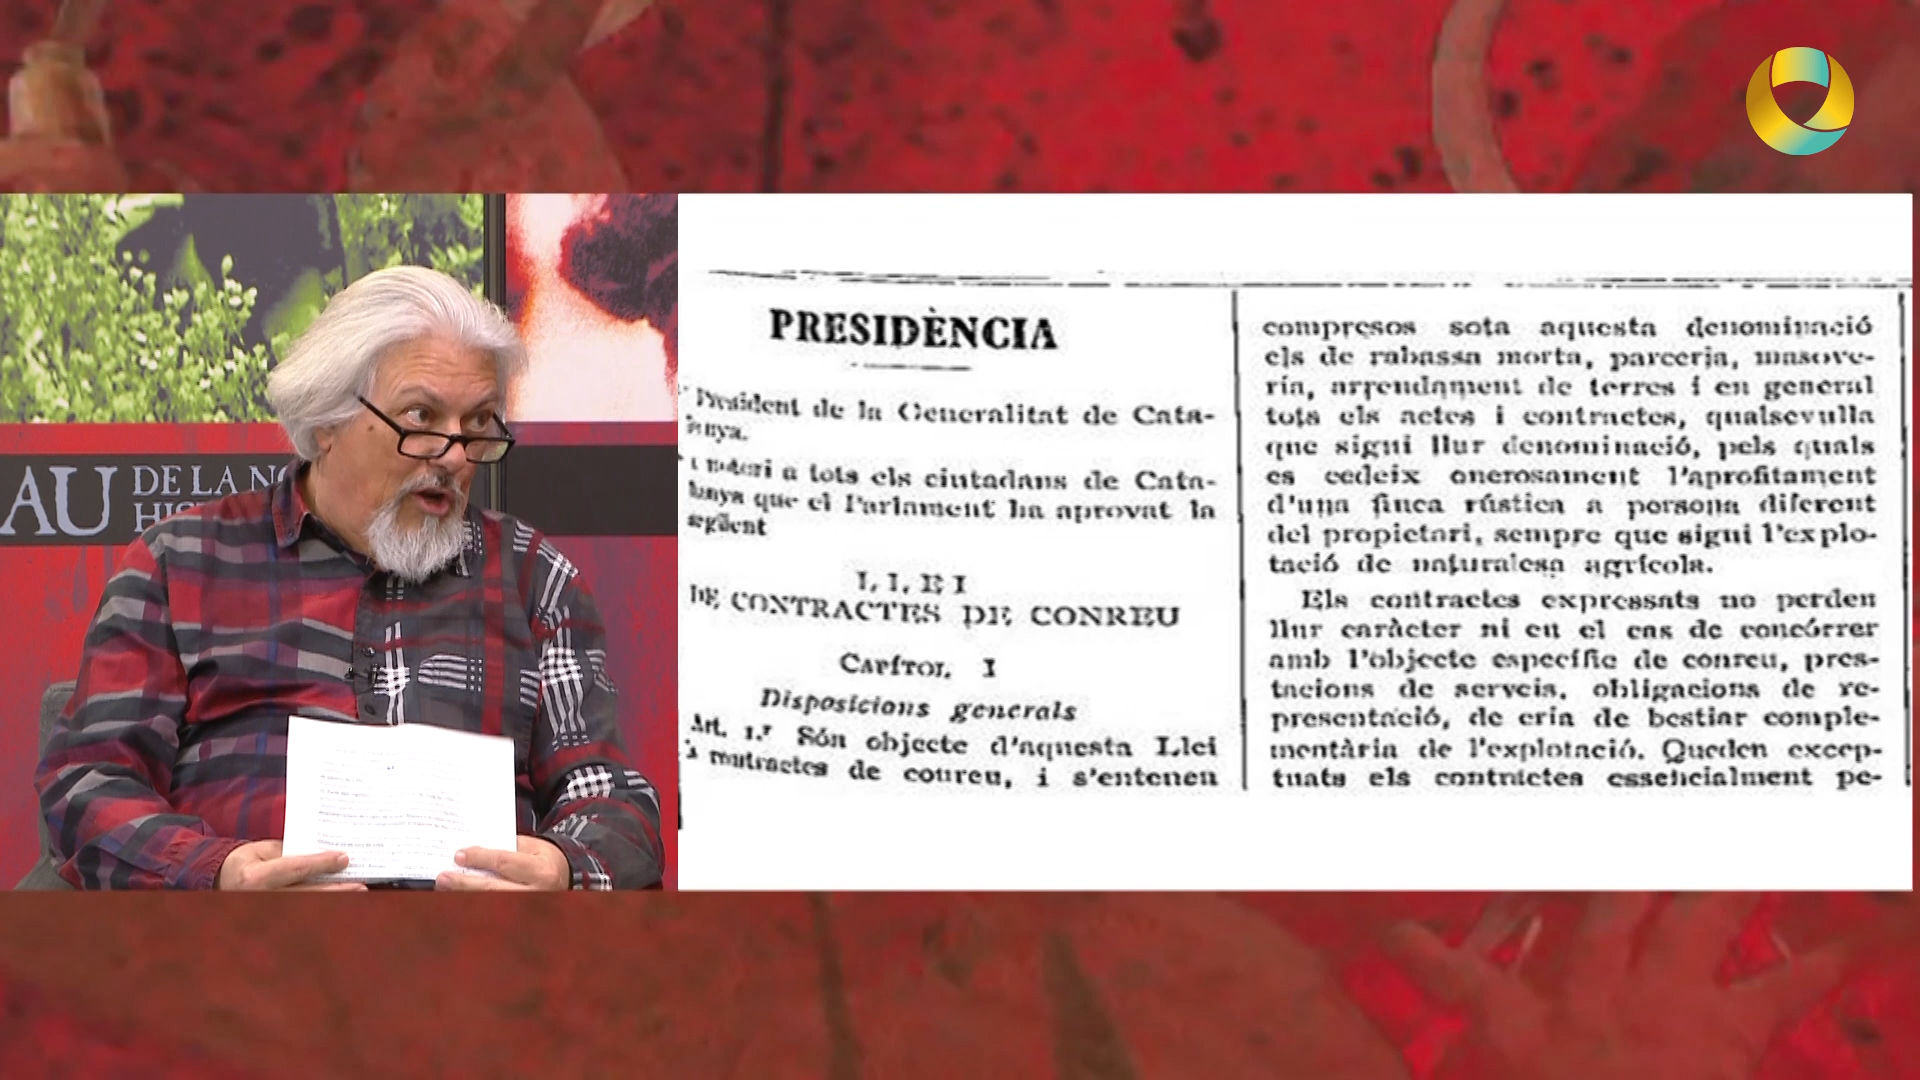 AU
DE LA NO
HIS
PRESIDÈNCIA
President de la Generalitat de Cata-
lunya.
a tots els ciutadans de Cata-
lunya que el Parlament ha aprovat la
següent
LLEI
DE CONTRACTES DE CONREU
CAPÍTOL I
Disposicions generals
Art. 1.r Són objecte d'aquesta Llei
contractes de conreu, i s'entenen
compresos sota aquesta denominació
els de rabassa morta, parceria, masove-
ria, arrendament de terres i en general
tots els actes i contractes, qualsevulla
que sigui llur denominació, pels quals
es cedeix onerosament l'aprofitament
d'una finca rústica a persona diferent
del propietari, sempre que sigui l'explo-
tació de naturalesa agrícola.
Els contractes expressats no perden
llur caràcter ni en el cas de concórrer
amb l'objecte específic de conreu, pres-
tacions de serveis, obligacions de re-
presentació, de cria de bestiar comple-
mentària de l'explotació. Queden excep-
tuats els contractes essencialment pe-